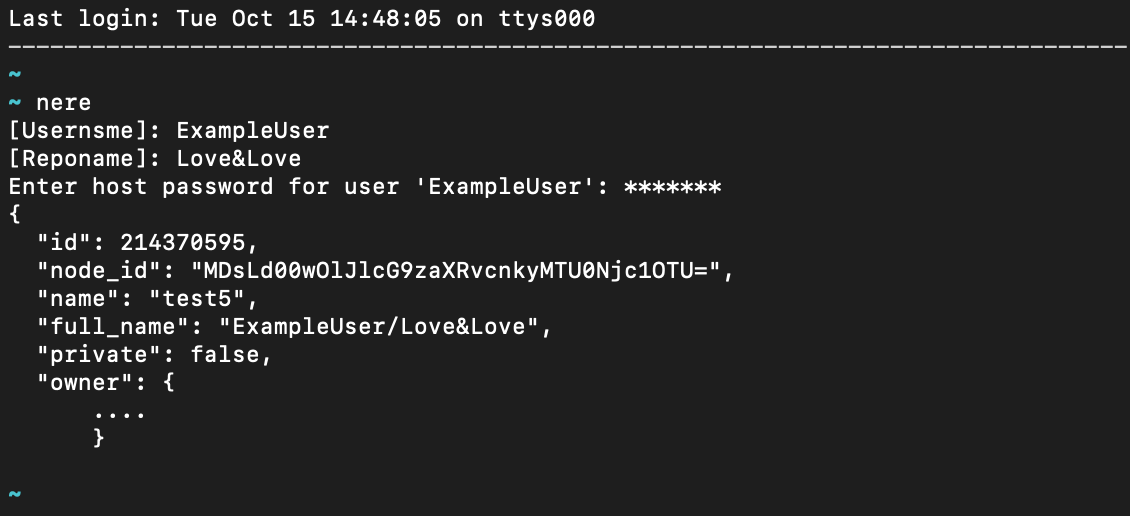 Last login: Tue Oct 15 14:48:05 on ttys000
~
~ nere
[Usernsme]: ExampleUser
[Reponame]: Love&Love
Enter host password for user 'ExampleUser': *******
{
  "id": 214370595,
  "node_id": "MDsLd00wOlJlcG9zaXRvcnkyMTU0Njc1OTU=",
  "name": "test5",
  "full_name": "ExampleUser/Love&Love",
  "private": false,
  "owner": {
      ....
      }
~